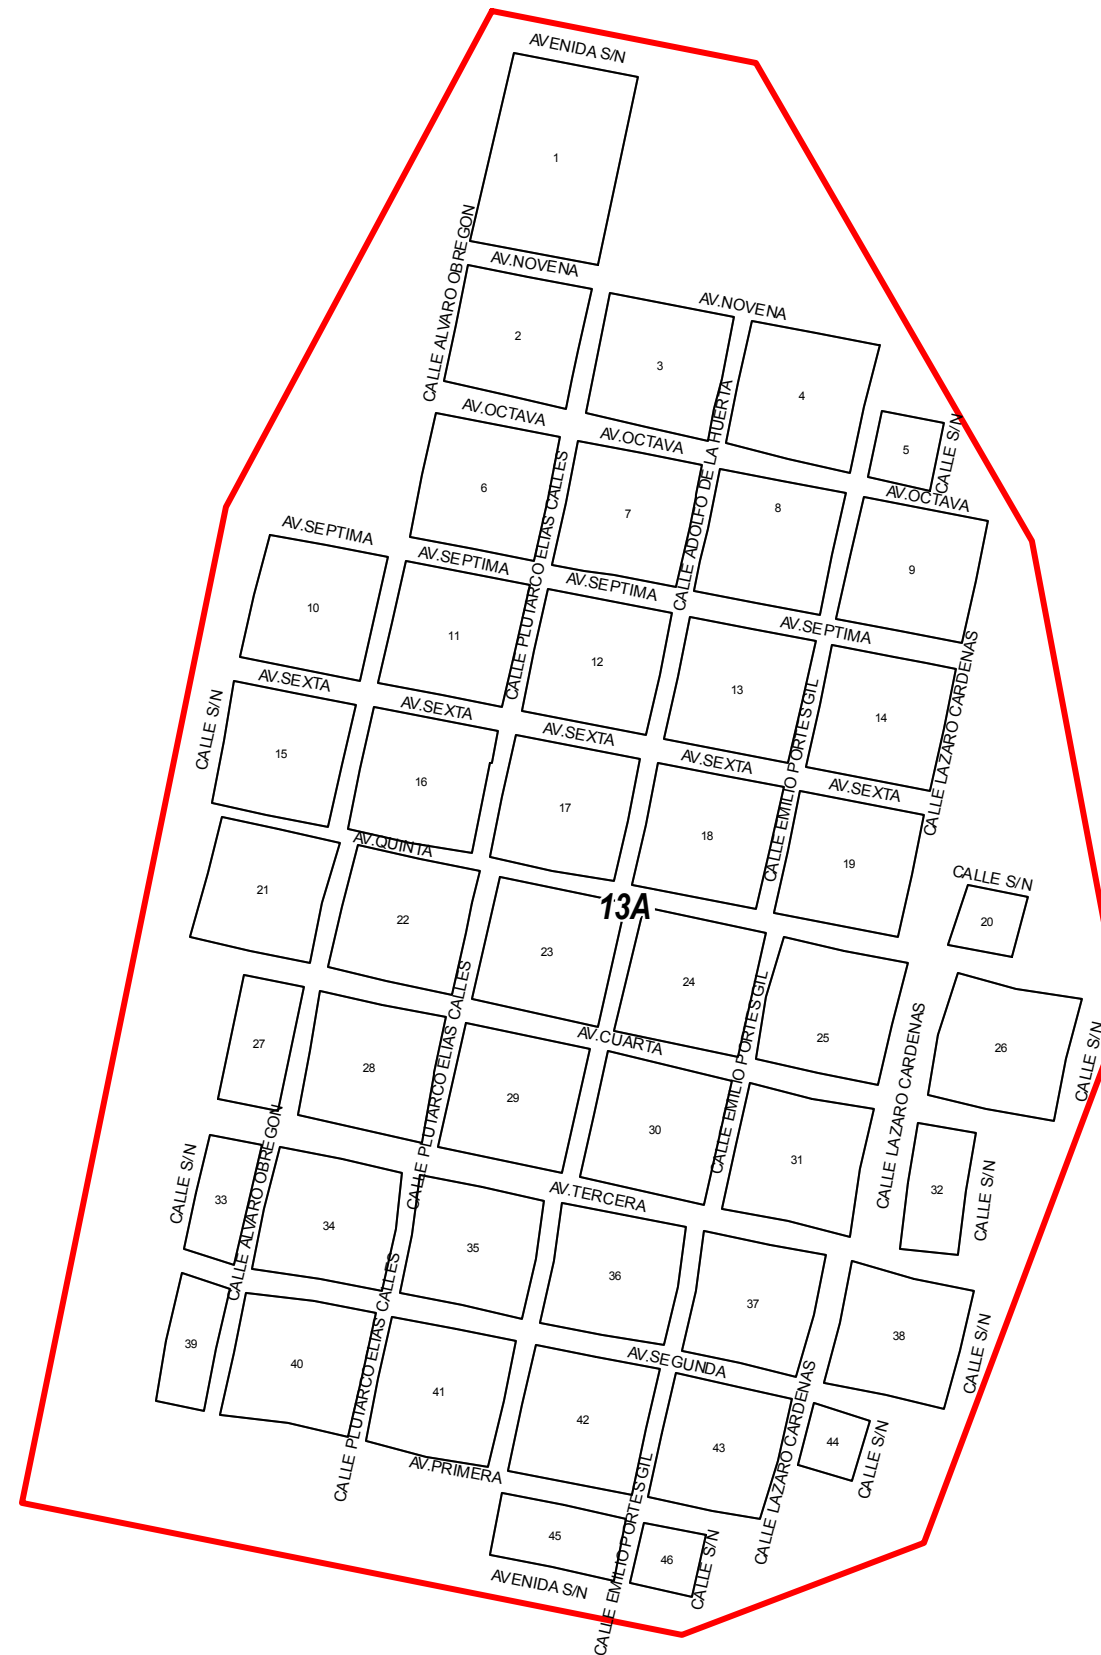 AVENIDA S/N
1
CALLE ALVARO OBREGON
AV.NOVENA
AV.NOVENA
2
3
4
CALLE ADOLFO DE LA HUERTA
AV.OCTAVA
AV.OCTAVA
CALLE S/N
5
AV.OCTAVA
CALLE PLUTARCO ELIAS CALLES
6
7
8
9
AV.SEPTIMA
AV.SEPTIMA
AV.SEPTIMA
AV.SEPTIMA
10
11
12
13
14
CALLE EMILIO PORTES GIL
CALLE LAZARO CARDENAS
AV.SEXTA
AV.SEXTA
AV.SEXTA
AV.SEXTA
AV.SEXTA
CALLE S/N
15
16
17
18
19
AV.QUINTA
CALLE S/N
20
13A
21
22
23
24
25
26
CALLE PLUTARCO ELIAS CALLES
CALLE EMILIO PORTES GIL
CALLE LAZARO CARDENAS
CALLE S/N
AV.CUARTA
27
28
29
30
31
32
CALLE S/N
CALLE ALVARO OBREGON
CALLE S/N
AV.TERCERA
33
34
35
36
37
38
CALLE S/N
CALLE PLUTARCO ELIAS CALLES
39
40
41
42
43
44
AV.SEGUNDA
CALLE LAZARO CARDENAS
CALLE S/N
AV.PRIMERA
CALLE EMILIO PORTES GIL
45
46
CALLE S/N
AVENIDA S/N